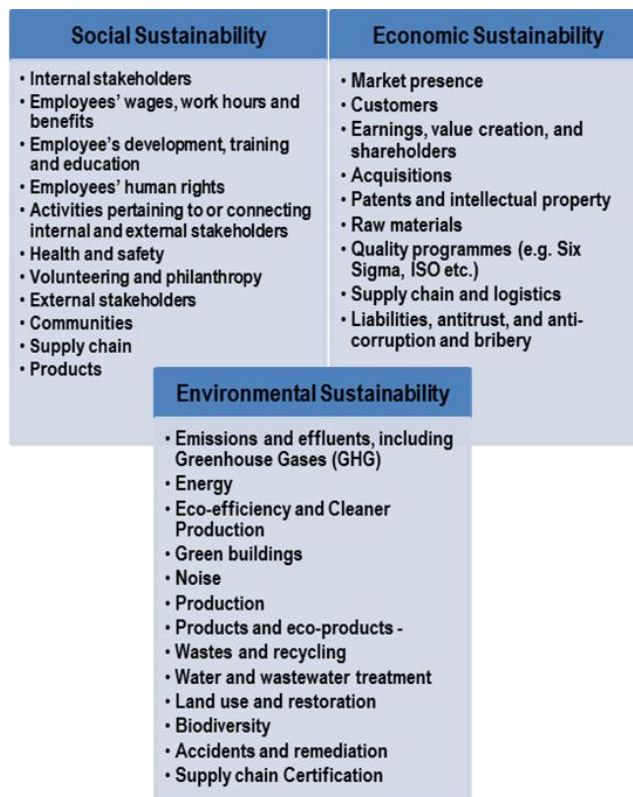 Social Sustainability
• Internal stakeholders
• Employees' wages, work hours and
benefits
• Employee's development, training
and education
• Employees' human rights
• Activities pertaining to or connecting
internal and external stakeholders
• Health and safety
• Volunteering and philanthropy
• External stakeholders
• Communities
• Supply chain
• Products
Economic Sustainability
• Market presence
• Customers
• Earnings, value creation, and
shareholders
• Acquisitions
• Patents and intellectual property
• Raw materials
• Quality programmes (e.g. Six
Sigma, ISO etc.)
• Supply chain and logistics
• Liabilities, antitrust, and anti-
corruption and bribery
Environmental Sustainability
• Emissions and effluents, including
Greenhouse Gases (GHG)
• Energy
• Eco-efficiency and Cleaner
Production
• Green buildings
• Noise
• Production
• Products and eco-products -
• Wastes and recycling
• Water and wastewater treatment
• Land use and restoration
• Biodiversity
• Accidents and remediation
• Supply chain Certification